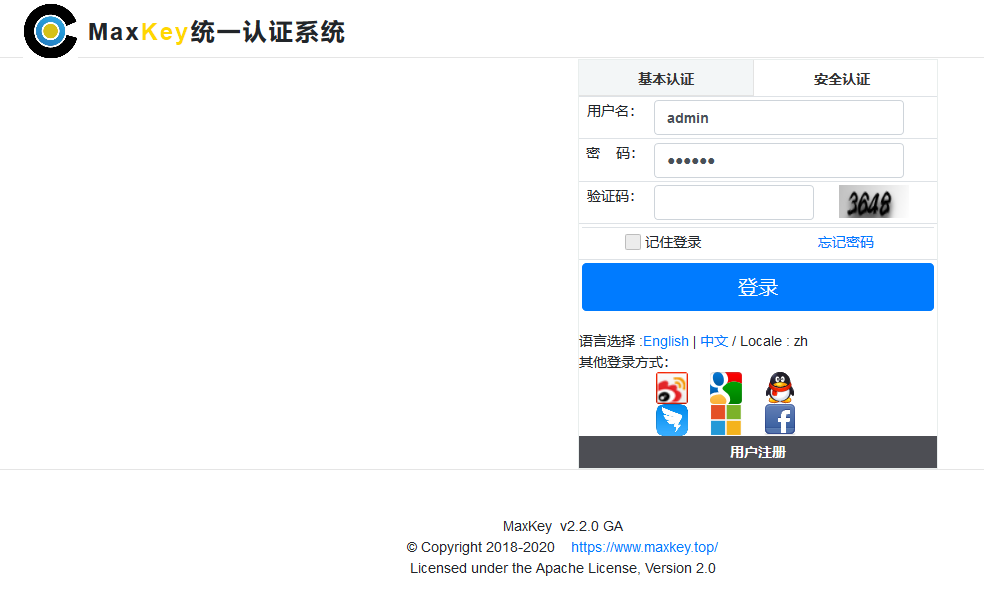 MaxKey统一认证系统
基本认证 安全认证
用户名： admin
密 码： ••••••
验证码： 3648
记住登录 忘记密码
登录
语言选择 :English | 中文 / Locale : zh
其他登录方式：
用户注册
MaxKey v2.2.0 GA
© Copyright 2018-2020 https://www.maxkey.top/
Licensed under the Apache License, Version 2.0